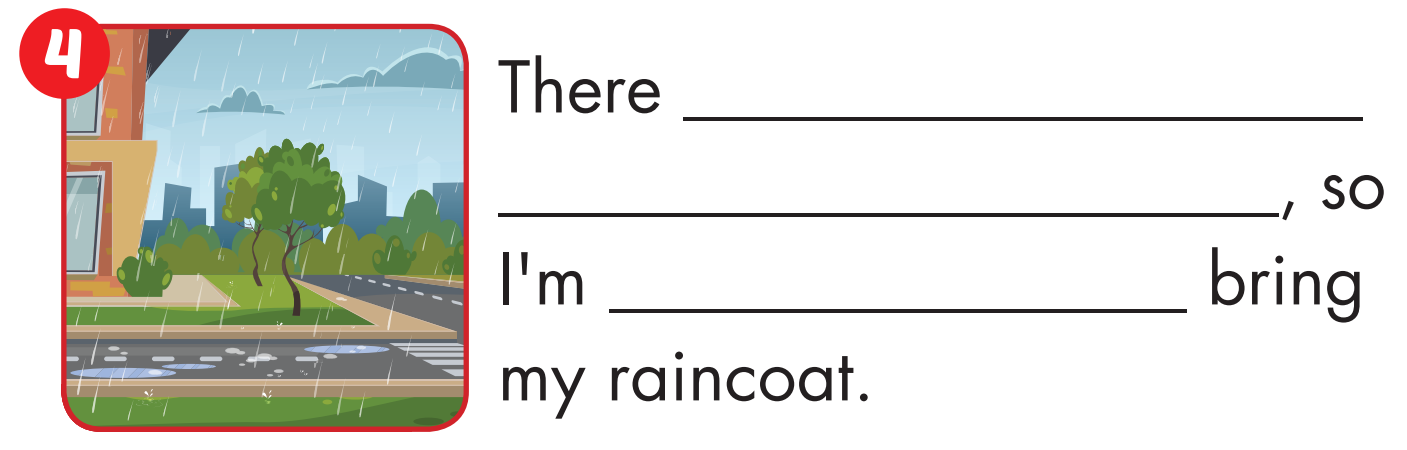 4
There
, so
I'm bring
my raincoat.